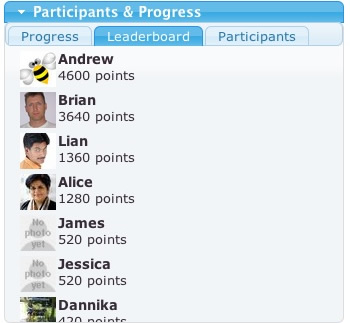 Participants & Progress
Progress Leaderboard Participants
Andrew
4600 points
Brian
3640 points
Lian
1360 points
Alice
1280 points
No photo yet
James
520 points
No photo yet
Jessica
520 points
Dannika
420 points